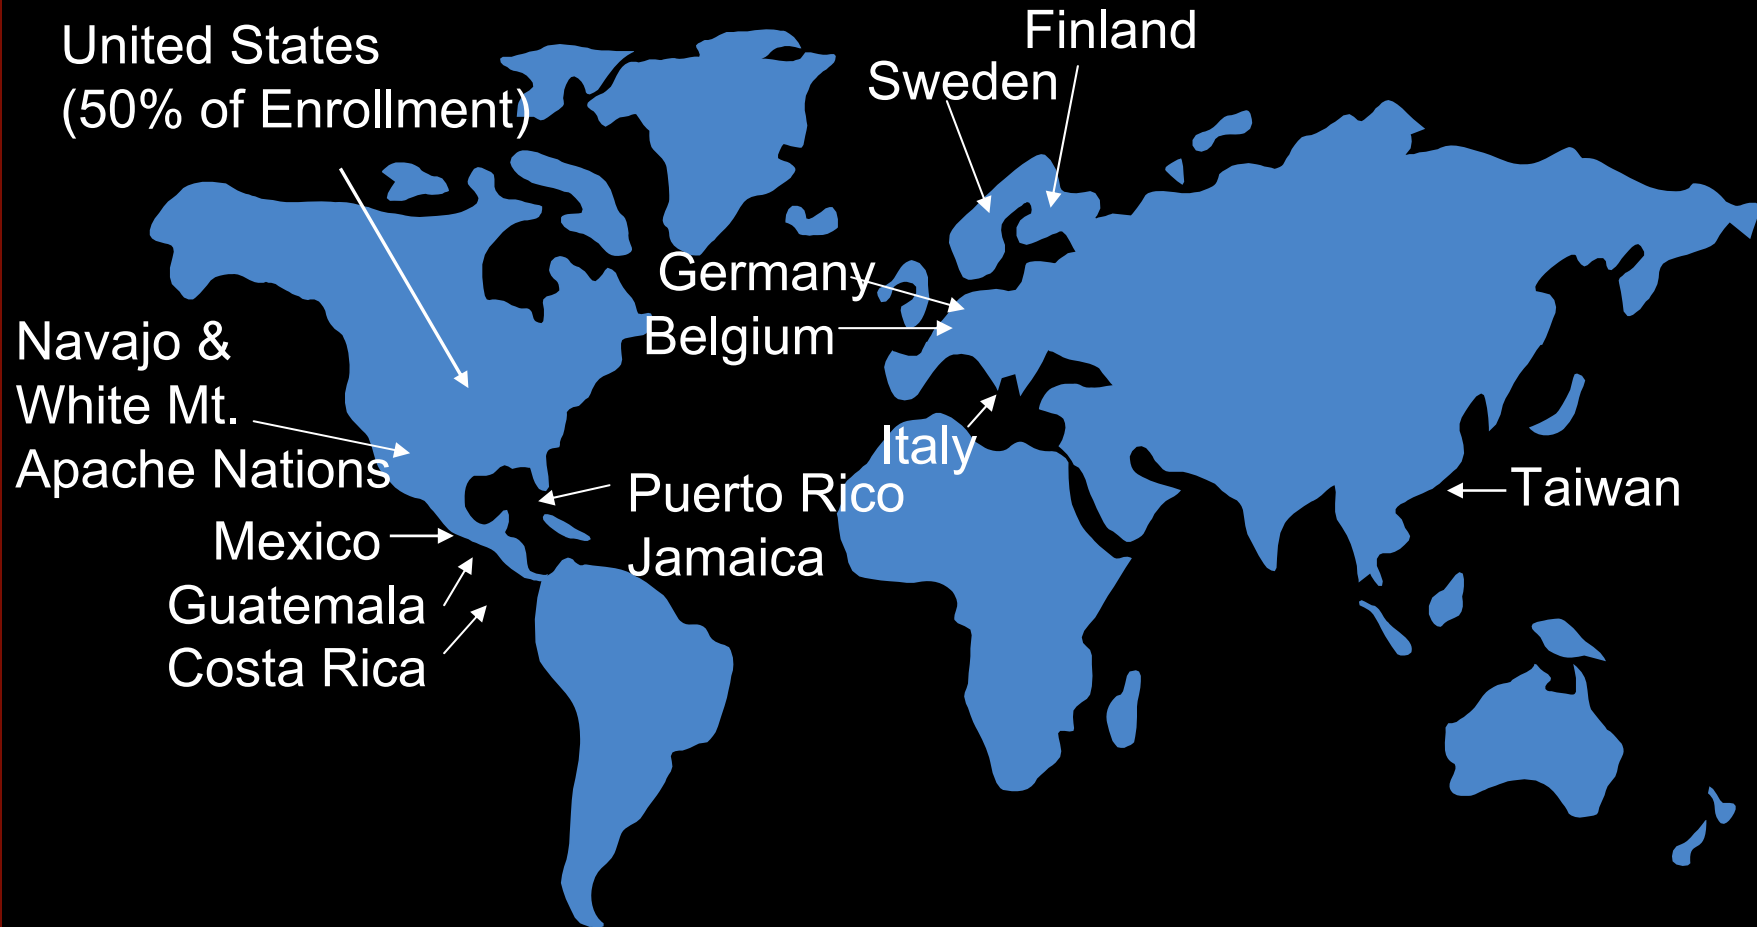 United States
(50% of Enrollment)
Finland
Sweden
Germany
Belgium
Navajo &
White Mt.
Apache Nations
Italy
Puerto Rico
Jamaica
Taiwan
Mexico
Guatemala
Costa Rica